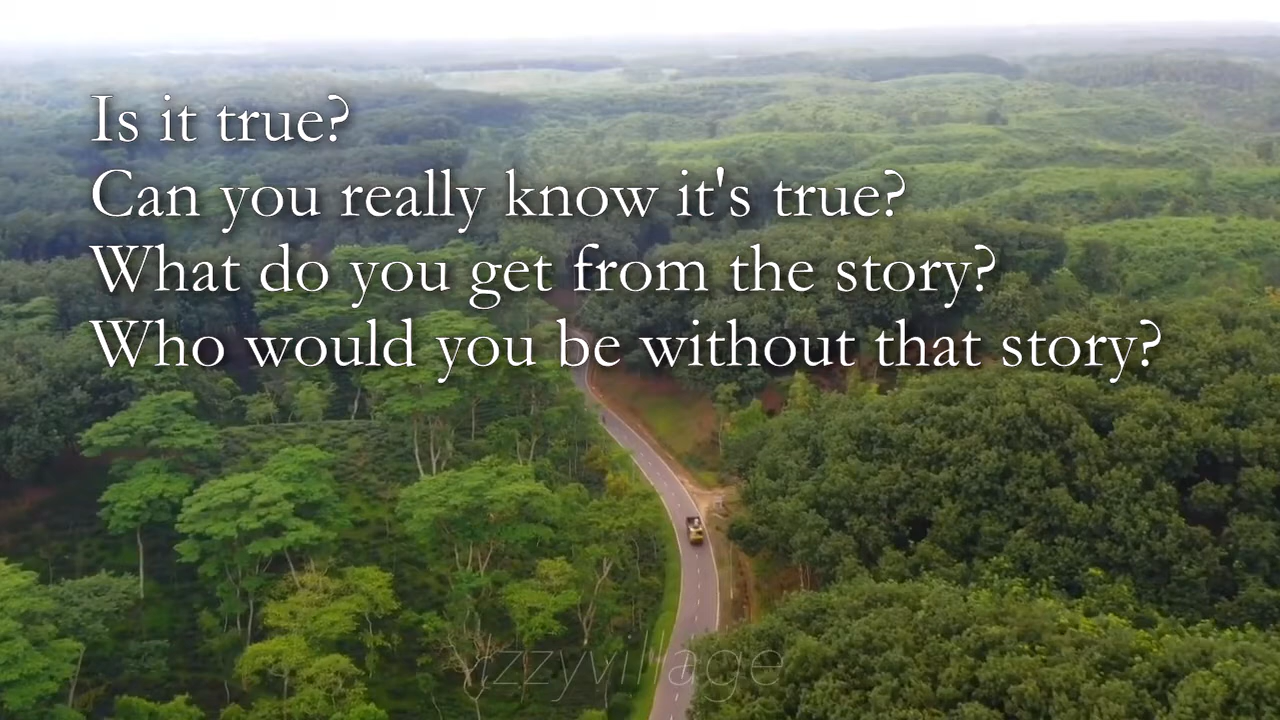 Is it true?
Can you really know it's true?
What do you get from the story?
Who would you be without that story?